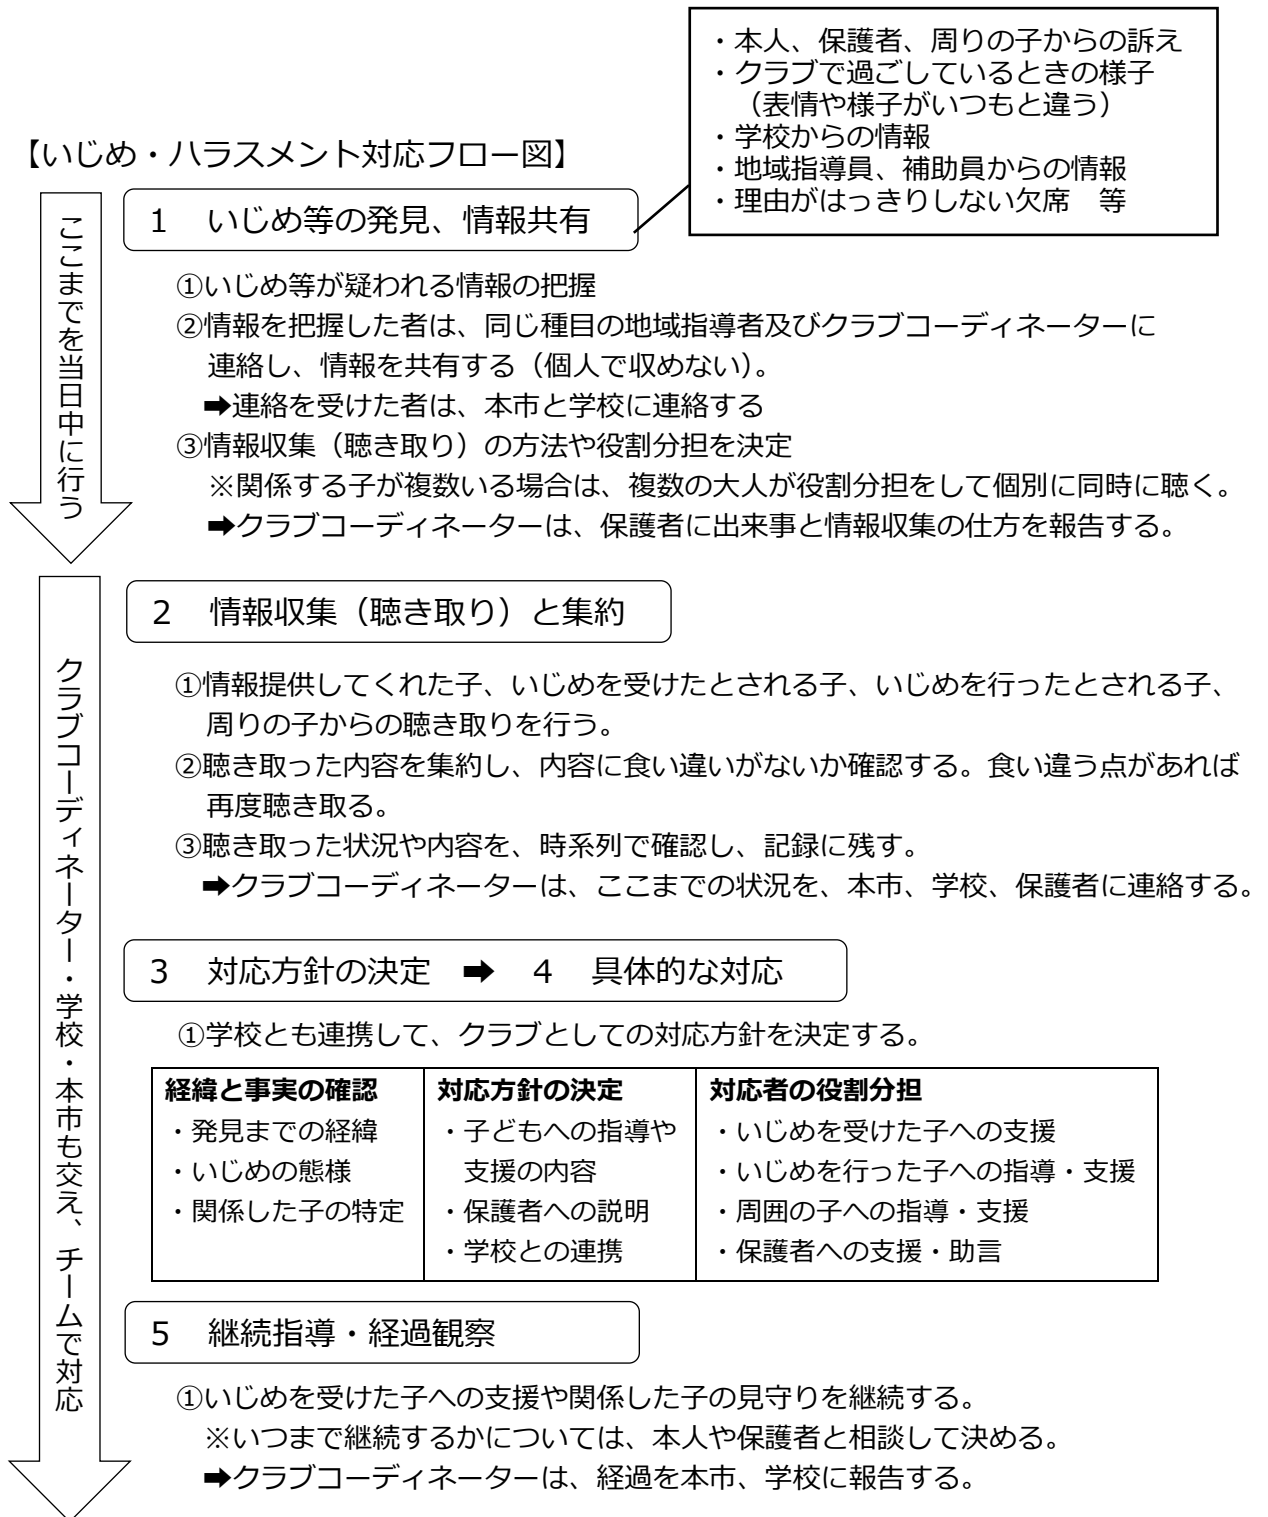 ・本人、保護者、周りの子からの訴え
・クラブで過ごしているときの様子
（表情や様子がいつもと違う）
・学校からの情報
・地域指導員、補助員からの情報
・理由がはっきりしない欠席　等
【いじめ・ハラスメント対応フロー図】
ここまでを当日中に行う
１　いじめ等の発見、情報共有
①いじめ等が疑われる情報の把握
②情報を把握した者は、同じ種目の地域指導者及びクラブコーディネーターに
連絡し、情報を共有する（個人で収めない）。
➡連絡を受けた者は、本市と学校に連絡する
③情報収集（聴き取り）の方法や役割分担を決定
※関係する子が複数いる場合は、複数の大人が役割分担をして個別に同時に聴く。
➡クラブコーディネーターは、保護者に出来事と情報収集の仕方を報告する。
クラブコーディネーター・学校・本市も交え、チームで対応
２　情報収集（聴き取り）と集約
①情報提供してくれた子、いじめを受けたとされる子、いじめを行ったとされる子、
周りの子からの聴き取りを行う。
②聴き取った内容を集約し、内容に食い違いがないか確認する。食い違う点があれば
再度聴き取る。
③聴き取った状況や内容を、時系列で確認し、記録に残す。
➡クラブコーディネーターは、ここまでの状況を、本市、学校、保護者に連絡する。
３　対応方針の決定　➡　４　具体的な対応
①学校とも連携して、クラブとしての対応方針を決定する。
経緯と事実の確認
・発見までの経緯
・いじめの態様
・関係した子の特定
対応方針の決定
・子どもへの指導や
支援の内容
・保護者への説明
・学校との連携
対応者の役割分担
・いじめを受けた子への支援
・いじめを行った子への指導・支援
・周囲の子への指導・支援
・保護者への支援・助言
５　継続指導・経過観察
①いじめを受けた子への支援や関係した子の見守りを継続する。
※いつまで継続するかについては、本人や保護者と相談して決める。
➡クラブコーディネーターは、経過を本市、学校に報告する。